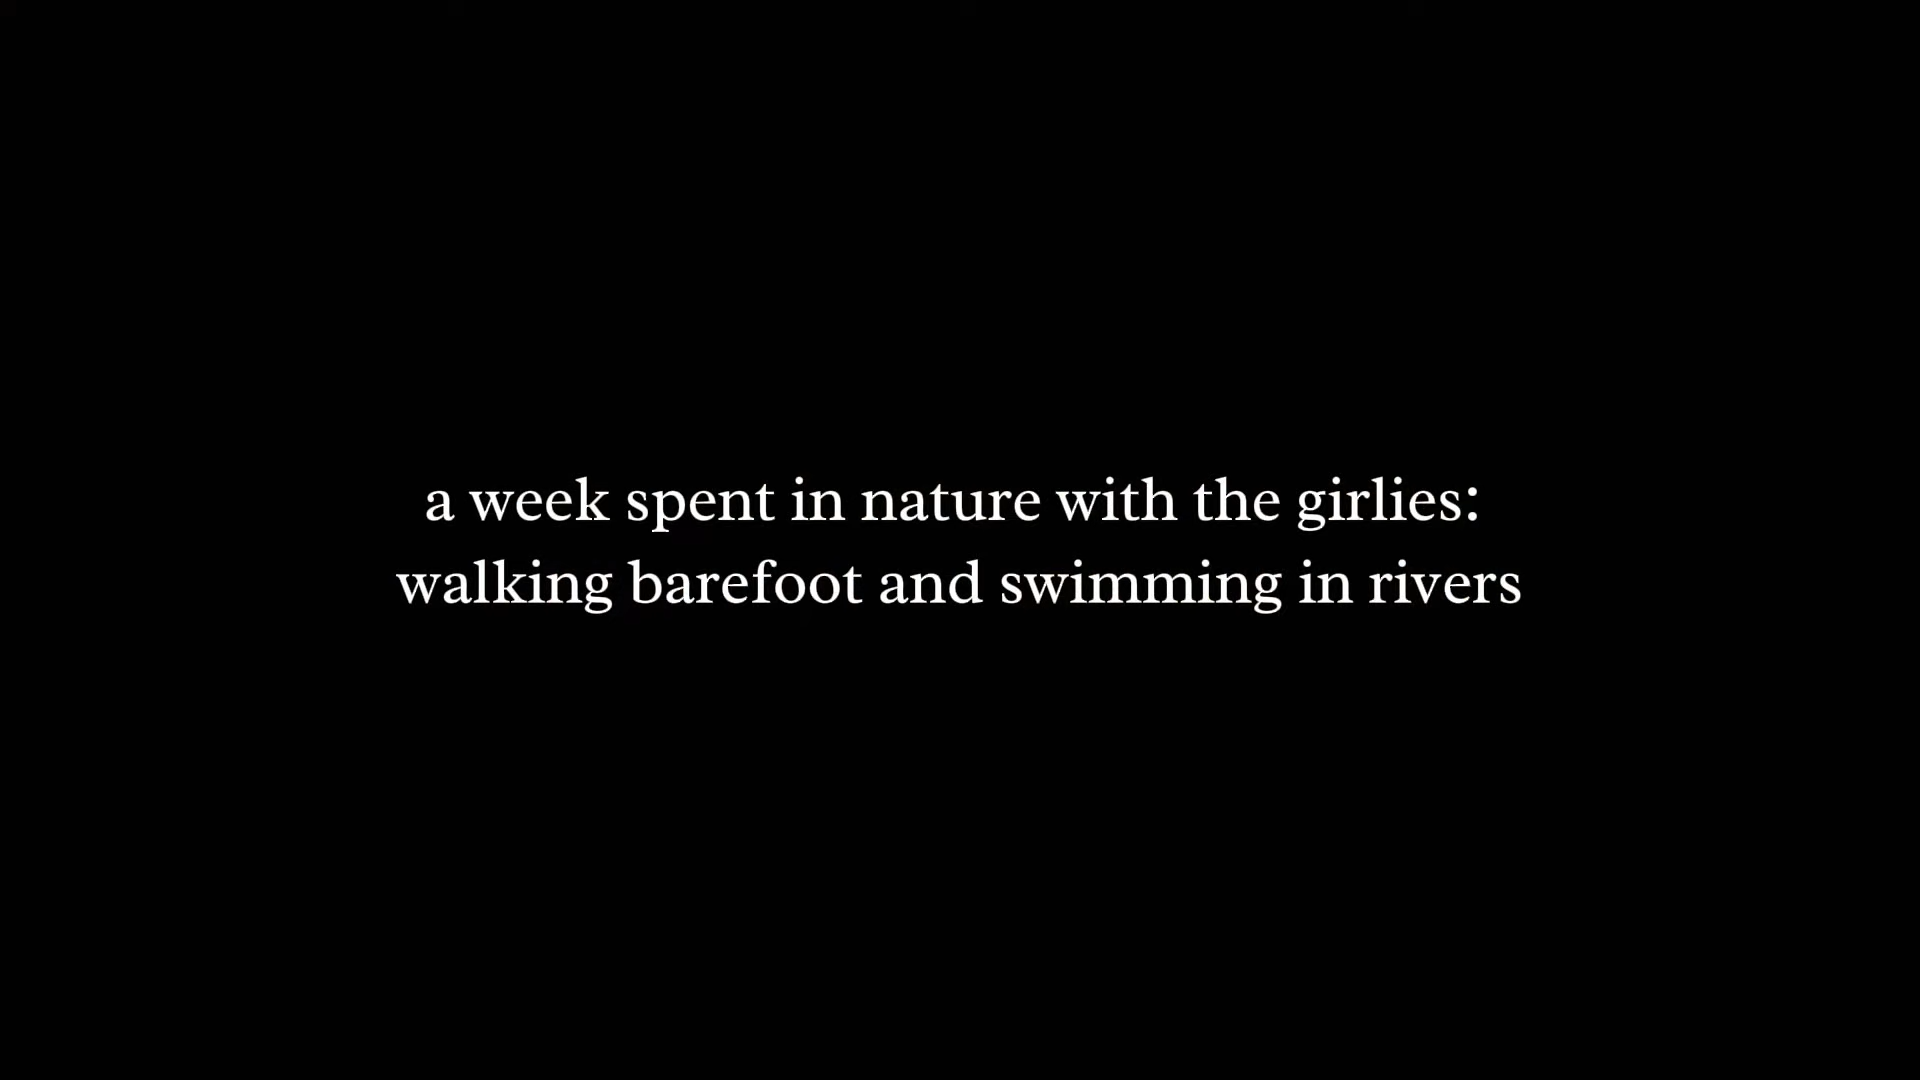 a week spent in nature with the girlies:
walking barefoot and swimming in rivers